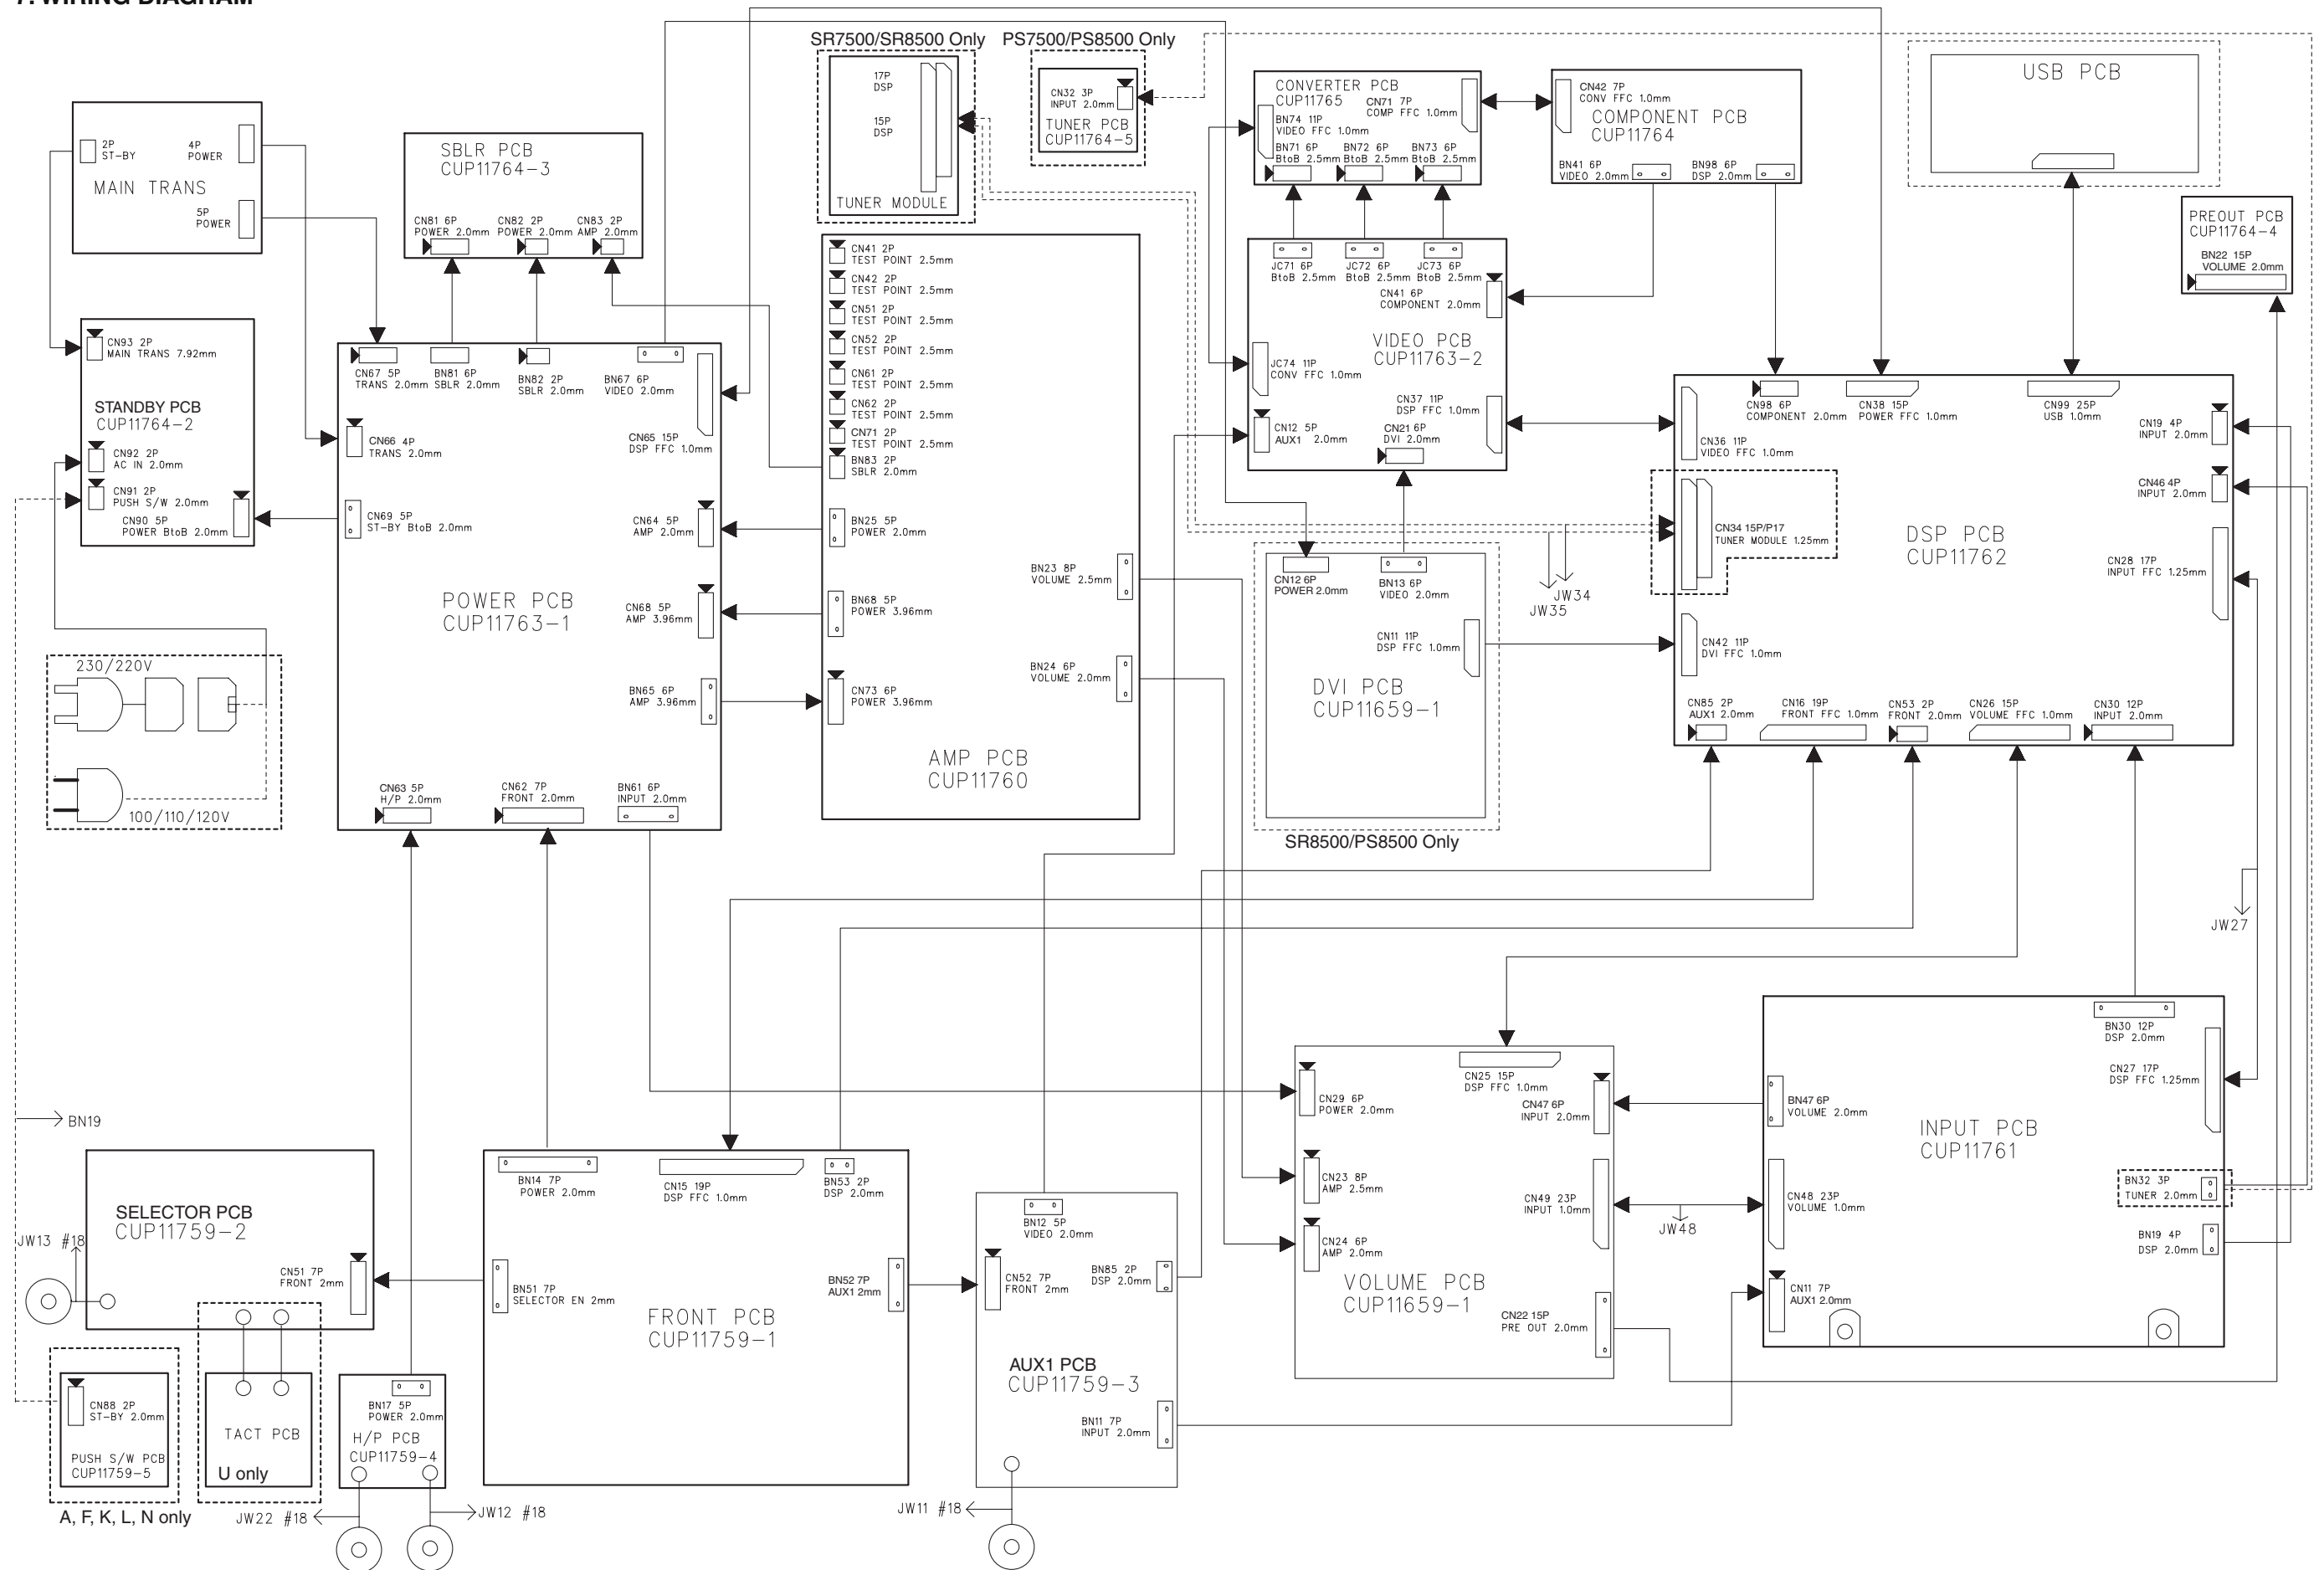 7. WIRING DIAGRAM
SR7500/SR8500 Only
PS7500/PS8500 Only
17P
DSP
15P
DSP
TUNER MODULE
CN32 3P
INPUT 2.0mm
TUNER PCB
CUP11764-5
CONVERTER PCB
CUP11765
CN71 7P
COMP FFC 1.0mm
BN74 11P
VIDEO FFC 1.0mm
BN71 6P
BtoB 2.5mm
BN72 6P
BtoB 2.5mm
BN73 6P
BtoB 2.5mm
CN42 7P
CONV FFC 1.0mm
COMPONENT PCB
CUP11764
BN41 6P
VIDEO 2.0mm
BN98 6P
DSP 2.0mm
USB PCB
PREOUT PCB
CUP11764-4
BN22 15P
VOLUME 2.0mm
2P
ST-BY
4P
POWER
MAIN TRANS
5P
POWER
SBLR PCB
CUP11764-3
CN81 6P
POWER 2.0mm
CN82 2P
POWER 2.0mm
CN83 2P
AMP 2.0mm
CN93 2P
MAIN TRANS 7.92mm
STANDBY PCB
CUP11764-2
CN92 2P
AC IN 2.0mm
CN91 2P
PUSH S/W 2.0mm
CN90 5P
POWER BtoB 2.0mm
230/220V
100/110/120V
CN67 5P
TRANS 2.0mm
BN81 6P
SBLR 2.0mm
BN82 2P
SBLR 2.0mm
BN67 6P
VIDEO 2.0mm
CN66 4P
TRANS 2.0mm
CN65 15P
DSP FFC 1.0mm
CN69 5P
ST-BY BtoB 2.0mm
CN64 5P
AMP 2.0mm
POWER PCB
CUP11763-1
CN68 5P
AMP 3.96mm
BN65 6P
AMP 3.96mm
CN63 5P
H/P 2.0mm
CN62 7P
FRONT 2.0mm
BN61 6P
INPUT 2.0mm
CN41 2P
TEST POINT 2.5mm
CN42 2P
TEST POINT 2.5mm
CN51 2P
TEST POINT 2.5mm
CN52 2P
TEST POINT 2.5mm
CN61 2P
TEST POINT 2.5mm
CN62 2P
TEST POINT 2.5mm
CN71 2P
TEST POINT 2.5mm
BN83 2P
SBLR 2.0mm
BN25 5P
POWER 2.0mm
BN68 5P
POWER 3.96mm
CN73 6P
POWER 3.96mm
BN23 8P
VOLUME 2.5mm
BN24 6P
VOLUME 2.0mm
AMP PCB
CUP11760
JC71 6P
BtoB 2.5mm
JC72 6P
BtoB 2.5mm
JC73 6P
BtoB 2.5mm
CN41 6P
COMPONENT 2.0mm
VIDEO PCB
CUP11763-2
JC74 11P
CONV FFC 1.0mm
CN37 11P
DSP FFC 1.0mm
CN12 5P
AUX1 2.0mm
CN21 6P
DVI 2.0mm
CN12 6P
POWER 2.0mm
BN13 6P
VIDEO 2.0mm
CN11 11P
DSP FFC 1.0mm
DVI PCB
CUP11659-1
SR8500/PS8500 Only
JW34
JW35
CN98 6P
COMPONENT 2.0mm
CN38 15P
POWER FFC 1.0mm
CN99 25P
USB 1.0mm
CN19 4P
INPUT 2.0mm
CN36 11P
VIDEO FFC 1.0mm
CN46 4P
INPUT 2.0mm
CN34 15P/P17
TUNER MODULE 1.25mm
DSP PCB
CUP11762
CN28 17P
INPUT FFC 1.25mm
CN42 11P
DVI FFC 1.0mm
CN85 2P
AUX1 2.0mm
CN16 19P
FRONT FFC 1.0mm
CN53 2P
FRONT 2.0mm
CN26 15P
VOLUME FFC 1.0mm
CN30 12P
INPUT 2.0mm
JW27
BN19
SELECTOR PCB
CUP11759-2
JW13 #18
CN51 7P
FRONT 2mm
CN88 2P
ST-BY 2.0mm
PUSH S/W PCB
CUP11759-5
A, F, K, L, N only
TACT PCB
U only
BN17 5P
POWER 2.0mm
H/P PCB
CUP11759-4
JW22 #18
JW12 #18
BN14 7P
POWER 2.0mm
CN15 19P
DSP FFC 1.0mm
BN53 2P
DSP 2.0mm
BN51 7P
SELECTOR EN 2mm
BN52 7P
AUX1 2mm
FRONT PCB
CUP11759-1
BN12 5P
VIDEO 2.0mm
CN52 7P
FRONT 2mm
BN85 2P
DSP 2.0mm
AUX1 PCB
CUP11759-3
BN11 7P
INPUT 2.0mm
JW11 #18
CN25 15P
DSP FFC 1.0mm
CN29 6P
POWER 2.0mm
CN47 6P
INPUT 2.0mm
CN23 8P
AMP 2.5mm
CN49 23P
INPUT 1.0mm
CN24 6P
AMP 2.0mm
VOLUME PCB
CUP11659-1
CN22 15P
PRE OUT 2.0mm
JW48
BN30 12P
DSP 2.0mm
CN27 17P
DSP FFC 1.25mm
BN47 6P
VOLUME 2.0mm
INPUT PCB
CUP11761
BN32 3P
TUNER 2.0mm
CN48 23P
VOLUME 1.0mm
BN19 4P
DSP 2.0mm
CN11 7P
AUX1 2.0mm